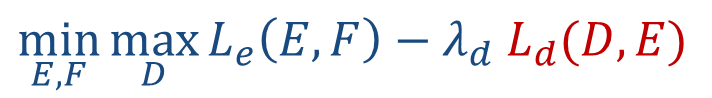 min max L_e(E, F) − λ_d L_d(D, E)
E,F D